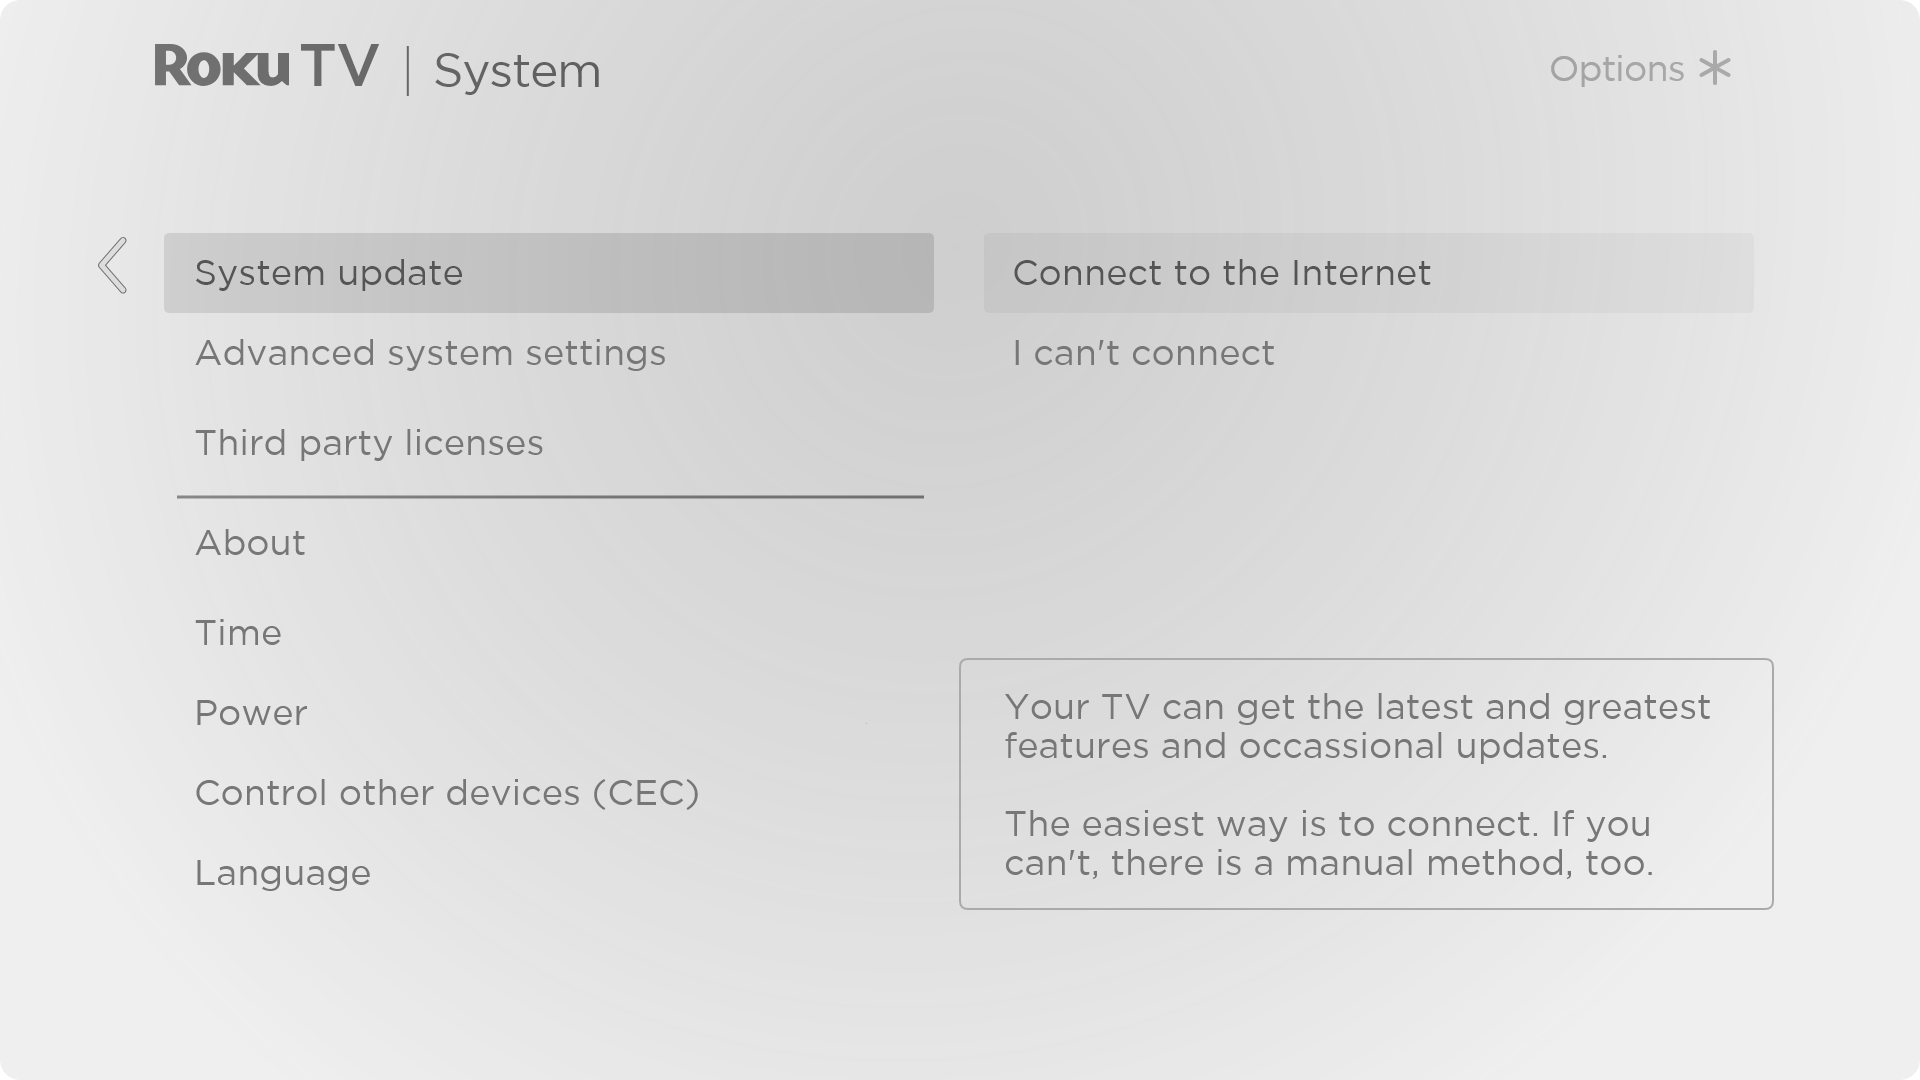 Roku TV | System
Options *
System update
Advanced system settings
Third party licenses
About
Time
Power
Control other devices (CEC)
Language
Connect to the Internet
I can't connect
Your TV can get the latest and greatest
features and occassional updates.
The easiest way is to connect. If you
can't, there is a manual method, too.